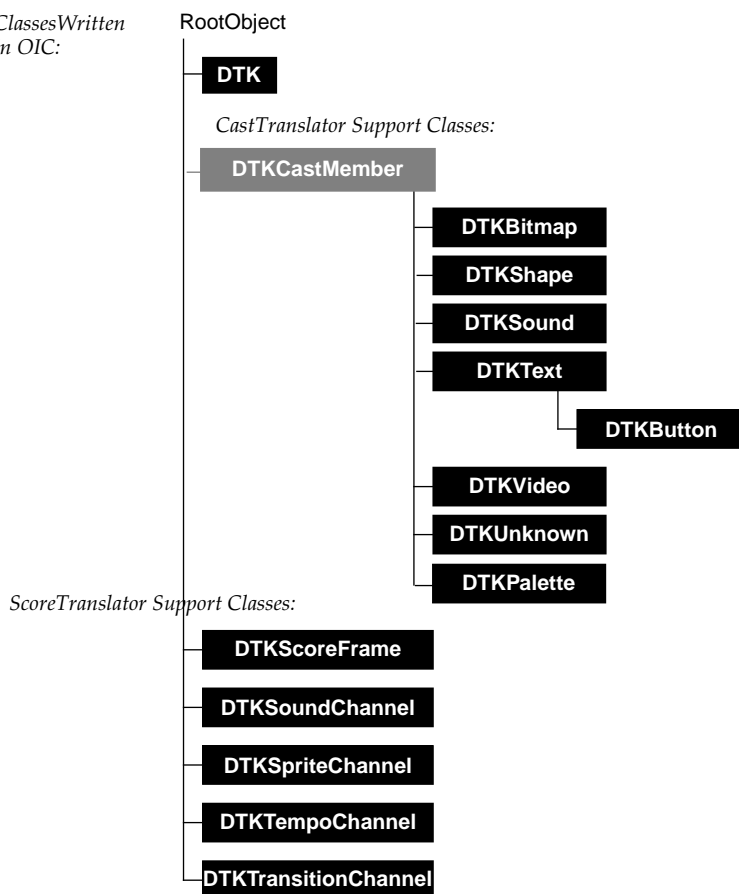 ClassesWritten
n OIC:
RootObject
DTK
CastTranslator Support Classes:
DTKCastMember
DTKBitmap
DTKShape
DTKSound
DTKText
DTKButton
DTKVideo
DTKUnknown
DTKPalette
ScoreTranslator Support Classes:
DTKScoreFrame
DTKSoundChannel
DTKSpriteChannel
DTKTempoChannel
DTKTransitionChannel